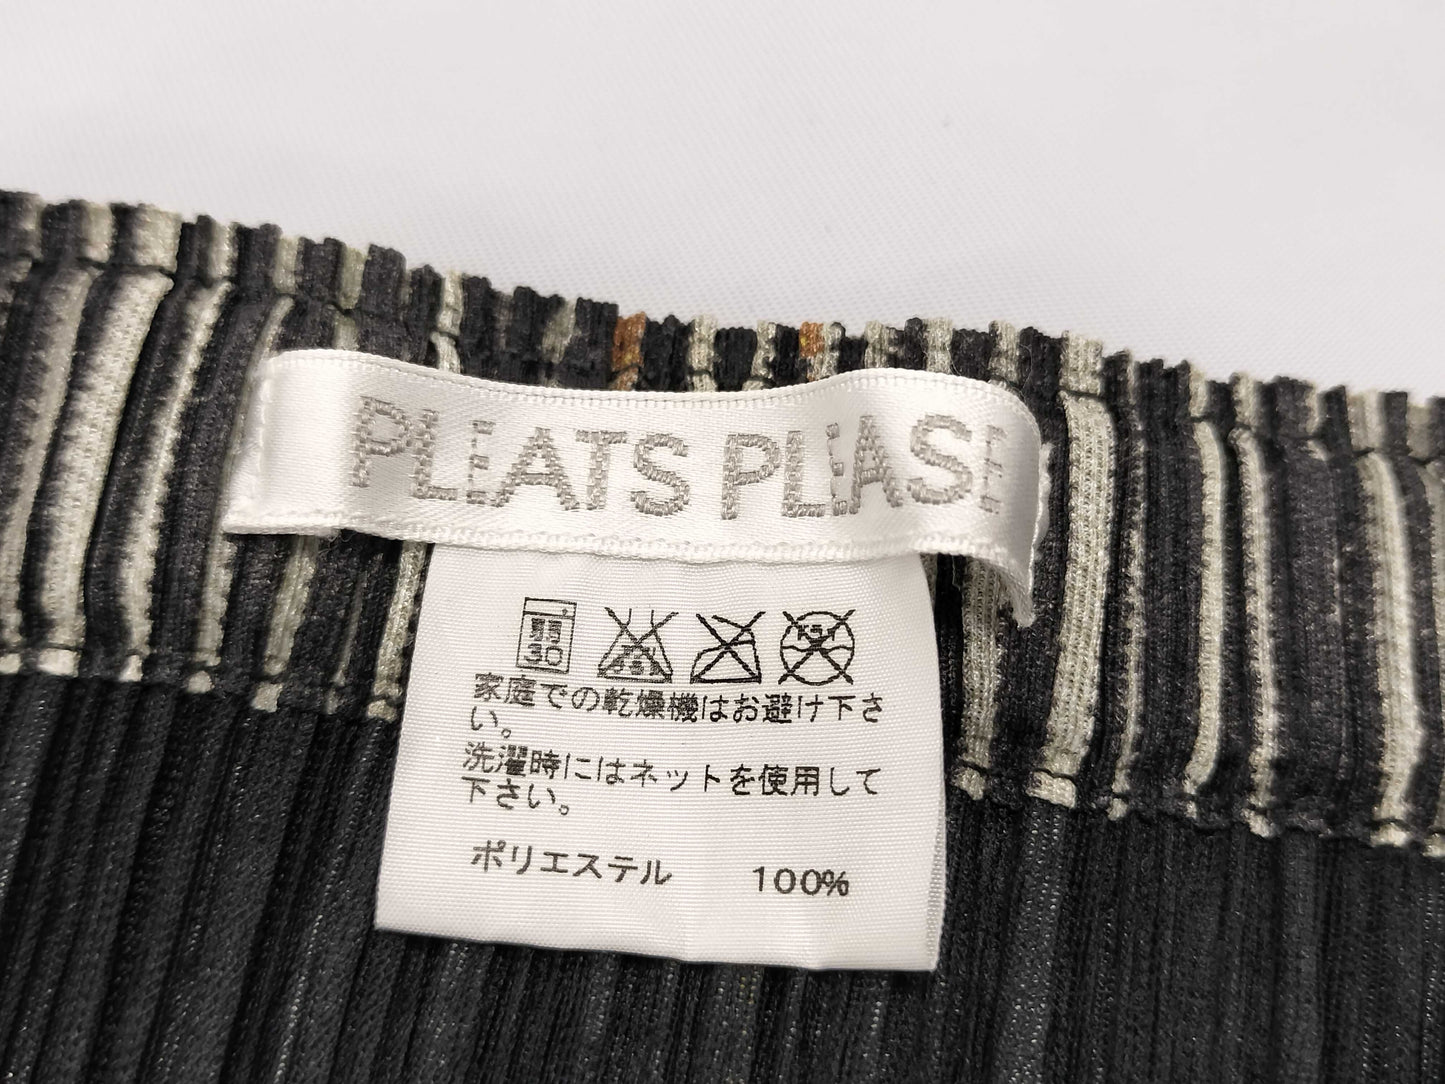 PLEATS PLEASE
弱
30
家庭での乾燥機はお避け下さ
い。
洗濯時にはネットを使用して
下さい。
ポリエステル 100%